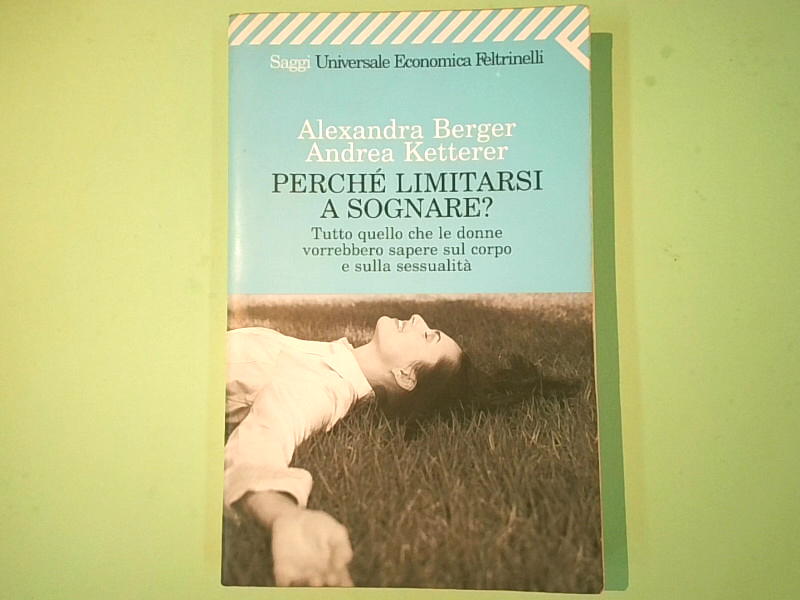 Saggi Universale Economica Feltrinelli
Alexandra Berger
Andrea Ketterer
PERCHÉ LIMITARSI
A SOGNARE?
Tutto quello che le donne
vorrebbero sapere sul corpo
e sulla sessualità